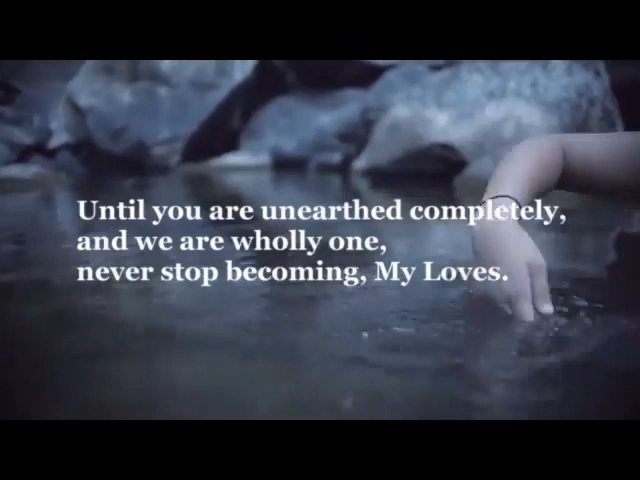 Until you are unearthed completely,
and we are wholly one,
never stop becoming, My Loves.